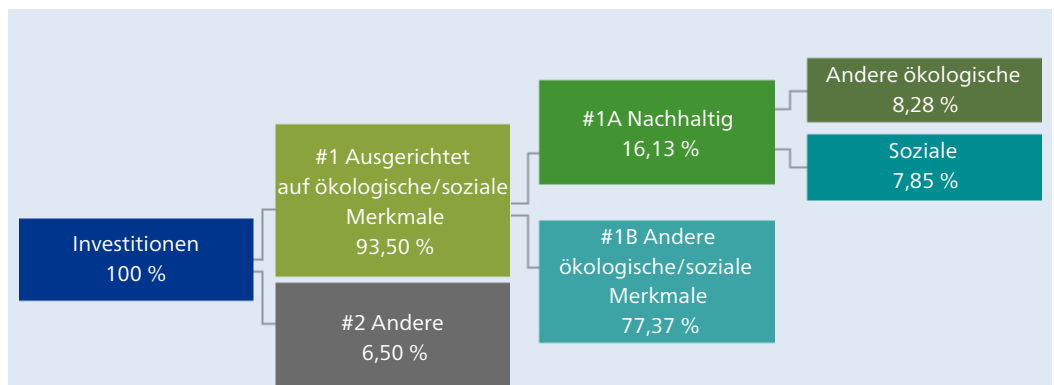 Investitionen
100 %
#1 Ausgerichtet
auf ökologische/soziale
Merkmale
93,50 %
#2 Andere
6,50 %
#1A Nachhaltig
16,13 %
#1B Andere
ökologische/soziale
Merkmale
77,37 %
Andere ökologische
8,28 %
Soziale
7,85 %